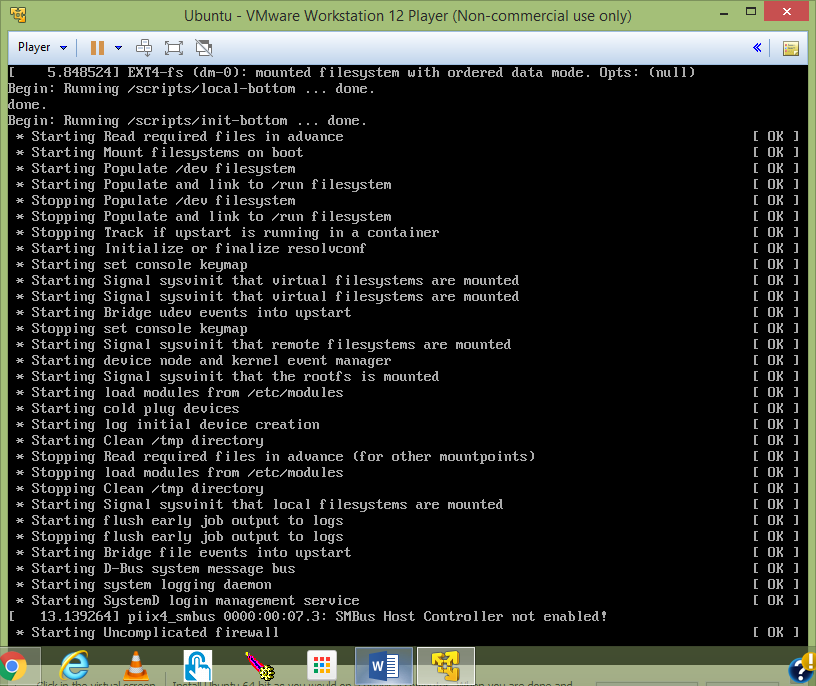 Ubuntu - VMware Workstation 12 Player (Non-commercial use only)
Player
[    5.848524] EXT4-fs (dm-0): mounted filesystem with ordered data mode. Opts: (null)
Begin: Running /scripts/local-bottom ... done.
done.
Begin: Running /scripts/init-bottom ... done.
 * Starting Read required files in advance [ OK ]
 * Starting Mount filesystems on boot [ OK ]
 * Starting Populate /dev filesystem [ OK ]
 * Starting Populate and link to /run filesystem [ OK ]
 * Stopping Populate /dev filesystem [ OK ]
 * Stopping Populate and link to /run filesystem [ OK ]
 * Stopping Track if upstart is running in a container [ OK ]
 * Starting Initialize or finalize resolvconf [ OK ]
 * Starting set console keymap [ OK ]
 * Starting Signal sysvinit that virtual filesystems are mounted [ OK ]
 * Starting Signal sysvinit that virtual filesystems are mounted [ OK ]
 * Starting Bridge udev events into upstart [ OK ]
 * Stopping set console keymap [ OK ]
 * Starting Signal sysvinit that remote filesystems are mounted [ OK ]
 * Starting device node and kernel event manager [ OK ]
 * Starting Signal sysvinit that the rootfs is mounted [ OK ]
 * Starting load modules from /etc/modules [ OK ]
 * Starting cold plug devices [ OK ]
 * Starting log initial device creation [ OK ]
 * Starting Clean /tmp directory [ OK ]
 * Stopping Read required files in advance (for other mountpoints) [ OK ]
 * Stopping load modules from /etc/modules [ OK ]
 * Stopping Clean /tmp directory [ OK ]
 * Starting Signal sysvinit that local filesystems are mounted [ OK ]
 * Starting flush early job output to logs [ OK ]
 * Stopping flush early job output to logs [ OK ]
 * Starting Bridge file events into upstart [ OK ]
 * Starting D-Bus system message bus [ OK ]
 * Starting system logging daemon [ OK ]
 * Starting SystemD login management service [ OK ]
[   13.139264] piix4_smbus 0000:00:07.3: SMBus Host Controller not enabled!
 * Starting Uncomplicated firewall [ OK ]